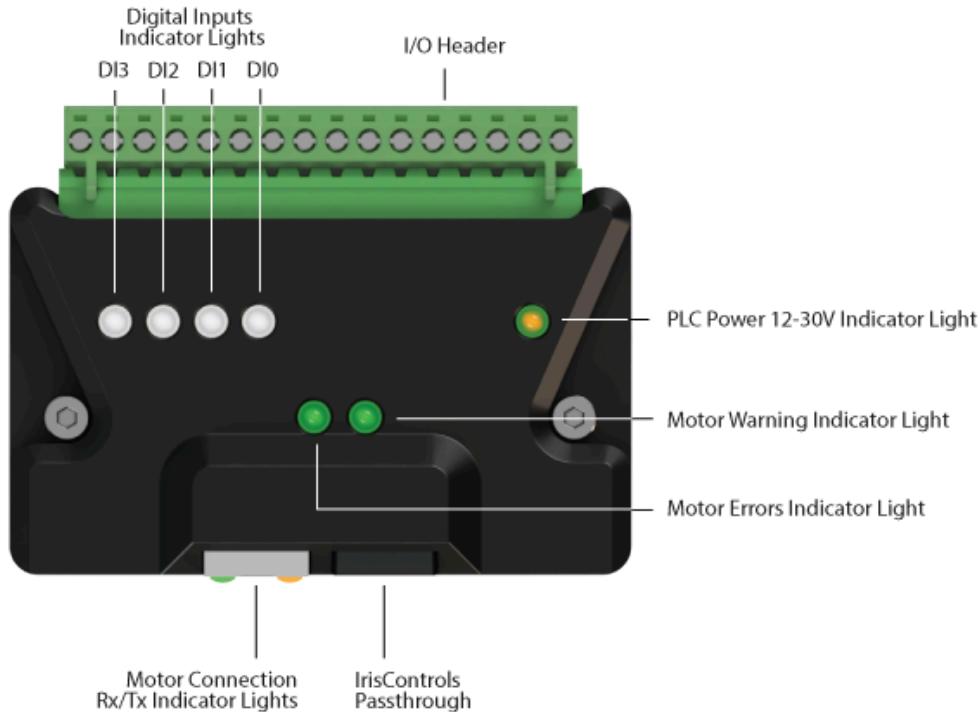 Digital Inputs
Indicator Lights
I/O Header
DI3 DI2 DI1 DI0
PLC Power 12-30V Indicator Light
Motor Warning Indicator Light
Motor Errors Indicator Light
Motor Connection
Rx/Tx Indicator Lights
IrisControls
Passthrough